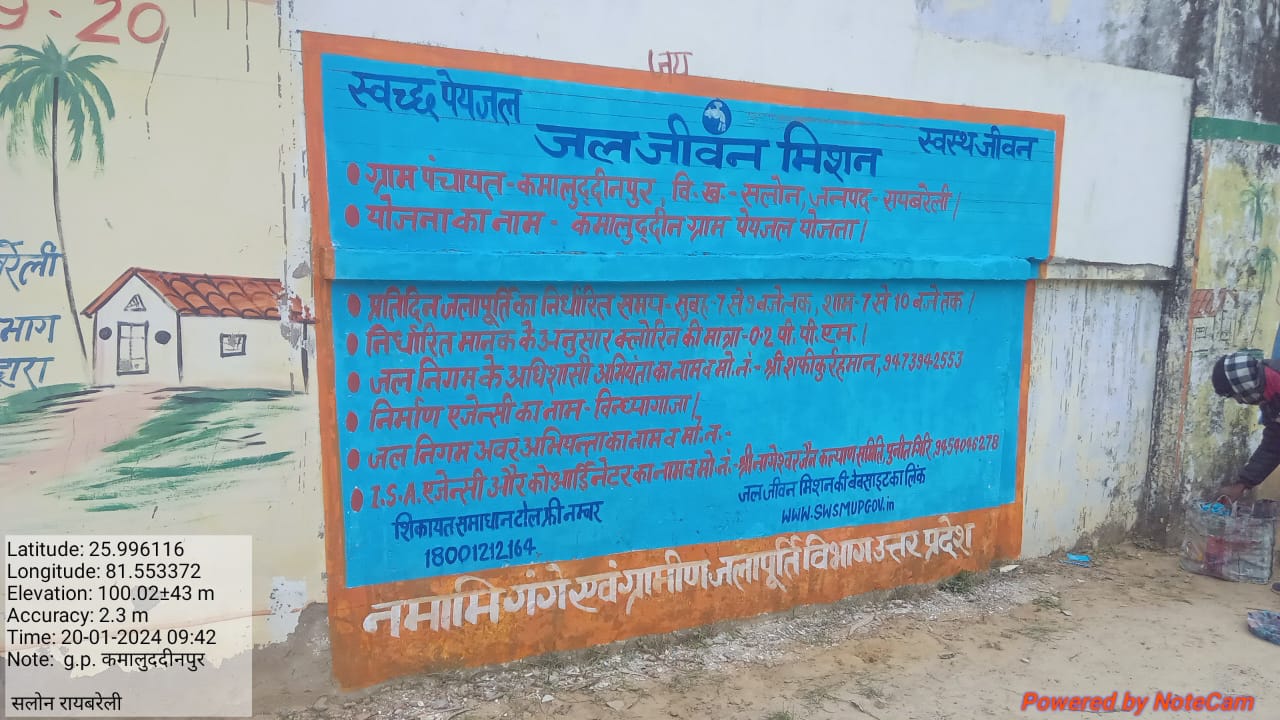 9-20
जय
स्वच्छ पेयजल
जल जीवन मिशन
स्वस्थ जीवन
• ग्राम पंचायत - कमालुद्दीनपुर, वि.ख.- सलोन, जनपद - रायबरेली।
• योजना का नाम - कमालुद्दीन ग्राम पेयजल योजना।
• प्रतिदिन जलापूर्ति का निर्धारित समय - सुबह - 7 से 9 बजे तक, शाम - 7 से 10 बजे तक।
• निर्धारित मानक के अनुसार क्लोरिन की मात्रा - 0.2 पी. पी. एम.।
• जल निगम के अधिशासी अभियंता का नाम व मो. नं.- श्री शफीकुर्रहमान, 9473942553
• निर्माण एजेन्सी का नाम - विन्ध्यागाजा।
• जल निगम अवर अभियन्ता का नाम व मो. न. -
• I.S.A. एजेन्सी और कोआर्डिनेटर का नाम व मो. नं - श्री नागेश्वर जैन कल्याण समिति, पुनीत गिरि, 9454046278
शिकायत समाधान टोल फ्री नम्बर
18001212164
जल जीवन मिशन की बेबसाइट का लिंक
WWW.SWSMUPGOV.in
नमामि गंगे एवं ग्रामीण जलापूर्ति विभाग उत्तर प्रदेश
बरेली
भाग
द्वारा
Latitude: 25.996116
Longitude: 81.553372
Elevation: 100.02±43 m
Accuracy: 2.3 m
Time: 20-01-2024 09:42
Note: g.p. कमालुददीनपुर
सलोन रायबरेली
Powered by NoteCam